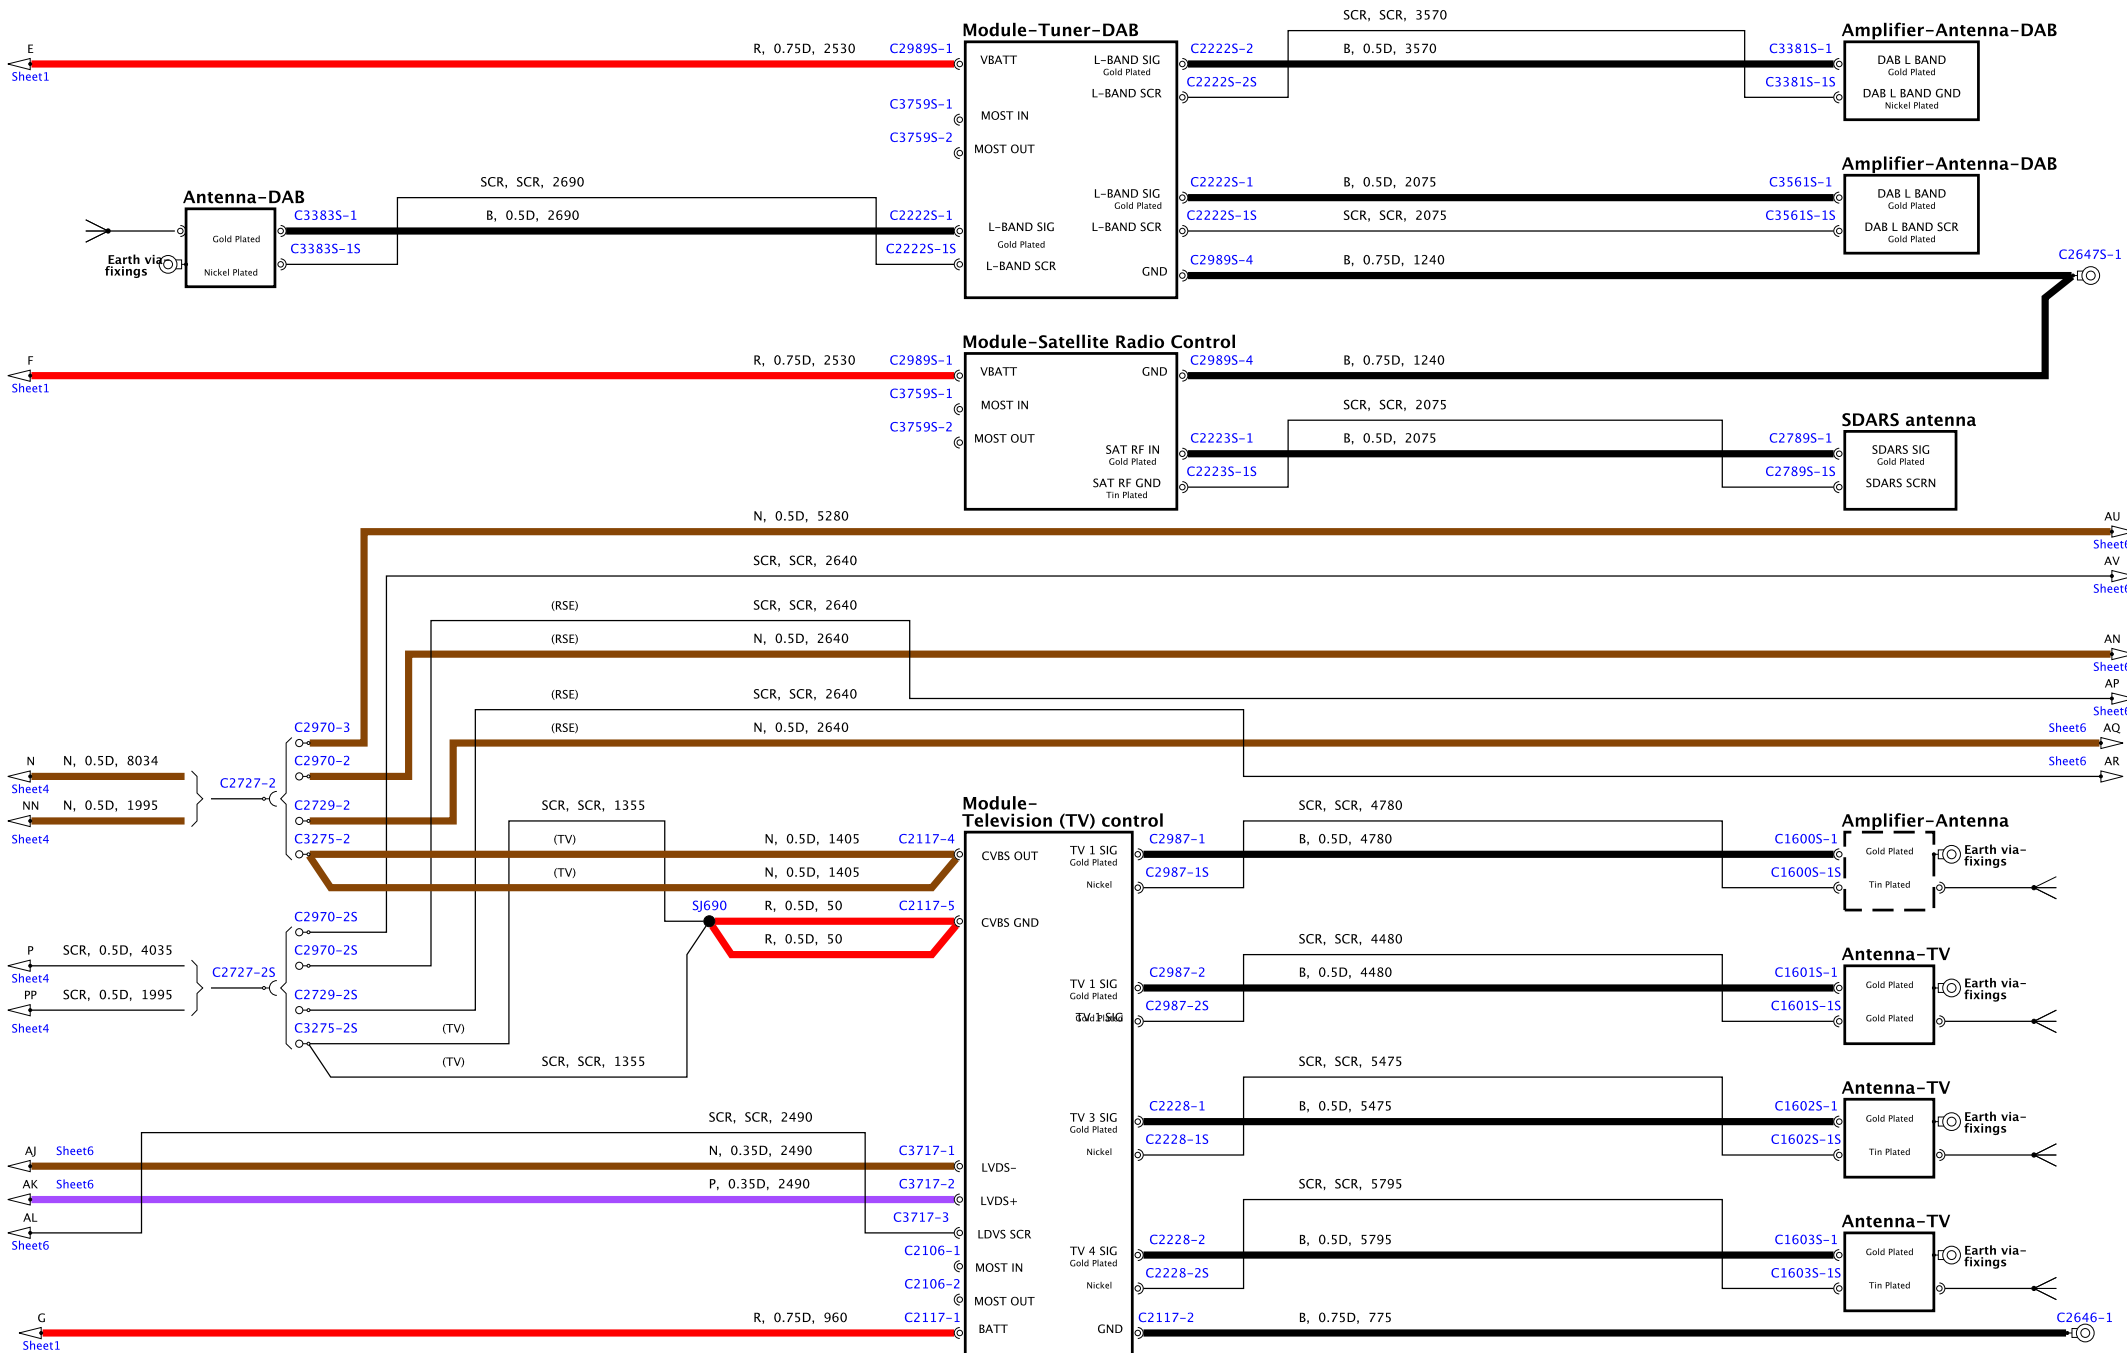 SCR, SCR, 3570
Module-Tuner-DAB
Amplifier-Antenna-DAB
E
R, 0.75D, 2530
C2989S-1
C2222S-2
B, 0.5D, 3570
C3381S-1
Sheet1
VBATT
L-BAND SIG
Gold Plated
DAB L BAND
Gold Plated
C2222S-2S
C3381S-1S
L-BAND SCR
DAB L BAND GND
Nickel Plated
C3759S-1
MOST IN
C3759S-2
MOST OUT
Amplifier-Antenna-DAB
SCR, SCR, 2690
C2222S-1
B, 0.5D, 2075
C3561S-1
Antenna-DAB
L-BAND SIG
Gold Plated
DAB L BAND
Gold Plated
C3383S-1
B, 0.5D, 2690
C2222S-1
C2222S-1S
SCR, SCR, 2075
C3561S-1S
Gold Plated
L-BAND SIG
Gold Plated
L-BAND SCR
DAB L BAND SCR
Gold Plated
C3383S-1S
C2222S-1S
Earth via
fixings
Nickel Plated
L-BAND SCR
C2989S-4
B, 0.75D, 1240
C2647S-1
GND
Module-Satellite Radio Control
F
R, 0.75D, 2530
C2989S-1
C2989S-4
B, 0.75D, 1240
Sheet1
VBATT
GND
C3759S-1
MOST IN
SCR, SCR, 2075
SDARS antenna
C3759S-2
MOST OUT
C2223S-1
B, 0.5D, 2075
C2789S-1
SAT RF IN
Gold Plated
SDARS SIG
Gold Plated
C2223S-1S
C2789S-1S
SAT RF GND
Tin Plated
SDARS SCRN
N, 0.5D, 5280
AU
Sheet6
SCR, SCR, 2640
AV
Sheet6
(RSE)
SCR, SCR, 2640
(RSE)
N, 0.5D, 2640
AN
Sheet6
(RSE)
SCR, SCR, 2640
AP
Sheet6
C2970-3
(RSE)
N, 0.5D, 2640
Sheet6
AQ
N
N, 0.5D, 8034
C2970-2
Sheet6
AR
Sheet4
C2727-2
NN
N, 0.5D, 1995
C2729-2
SCR, SCR, 1355
Module-
Television (TV) control
SCR, SCR, 4780
Amplifier-Antenna
Sheet4
C3275-2
(TV)
N, 0.5D, 1405
C2117-4
C2987-1
B, 0.5D, 4780
C1600S-1
CVBS OUT
TV 1 SIG
Gold Plated
Gold Plated
Earth via-
fixings
(TV)
N, 0.5D, 1405
C2987-1S
C1600S-1S
Nickel
Tin Plated
SJ690
R, 0.5D, 50
C2117-5
C2970-2S
CVBS GND
R, 0.5D, 50
SCR, SCR, 4480
P
SCR, 0.5D, 4035
C2970-2S
Antenna-TV
Sheet4
C2727-2S
C2987-2
B, 0.5D, 4480
C1601S-1
TV 1 SIG
Gold Plated
Gold Plated
Earth via-
fixings
PP
SCR, 0.5D, 1995
C2729-2S
C2987-2S
C1601S-1S
Gold Plated
Sheet4
C3275-2S
(TV)
(TV)
SCR, SCR, 1355
SCR, SCR, 5475
Antenna-TV
C2228-1
B, 0.5D, 5475
C1602S-1
TV 3 SIG
Gold Plated
Gold Plated
Earth via-
fixings
SCR, SCR, 2490
C2228-1S
C1602S-1S
Nickel
Tin Plated
AJ
Sheet6
N, 0.35D, 2490
C3717-1
LVDS-
AK
Sheet6
P, 0.35D, 2490
C3717-2
SCR, SCR, 5795
LVDS+
AL
C3717-3
Antenna-TV
Sheet6
LDVS SCR
C2228-2
B, 0.5D, 5795
C1603S-1
TV 4 SIG
Gold Plated
Gold Plated
Earth via-
fixings
C2106-1
MOST IN
C2228-2S
C1603S-1S
Nickel
Tin Plated
C2106-2
MOST OUT
G
R, 0.75D, 960
C2117-1
C2117-2
B, 0.75D, 775
C2646-1
Sheet1
BATT
GND